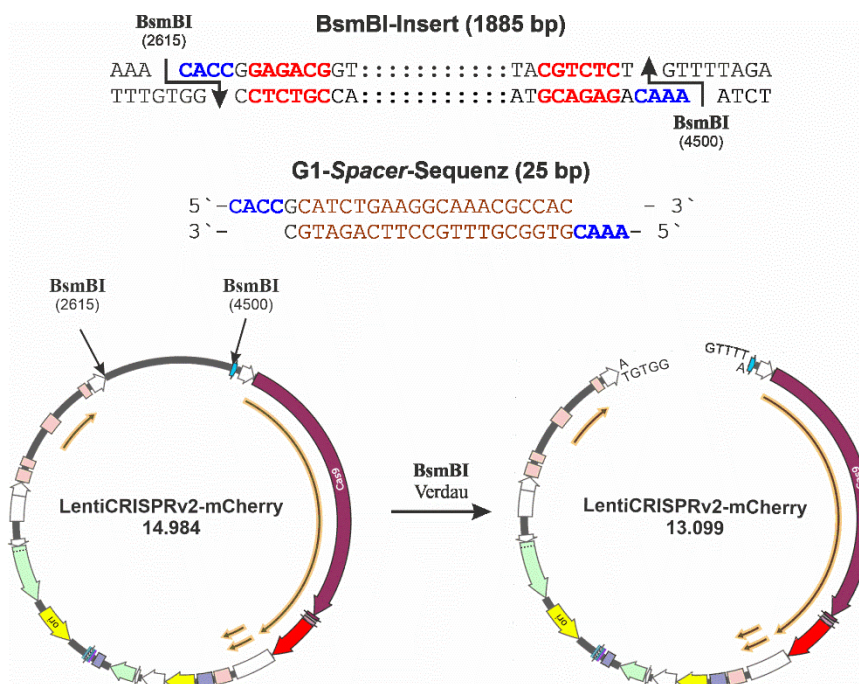 BsmBI-Insert (1885 bp)
BsmBI
(2615)
AAA CACCGGAGACGGT:::::::::::TACGTCTCT GTTTTAGA
TTTGTGG CCTCTGCCA:::::::::::ATGCAGAGACAAA ATCT
BsmBI
(4500)
G1-Spacer-Sequenz (25 bp)
5`-CACCGCATCTGAAGGCAAACGCCAC - 3`
3`- CGTAGACTTCCGTTTGCGGTGCAAA- 5`
BsmBI
(2615)
BsmBI
(4500)
Cas9
LentiCRISPRv2-mCherry
14.984
ori
BsmBI
Verdau
A
TGTGG
GTTTT
A
Cas9
LentiCRISPRv2-mCherry
13.099
ori